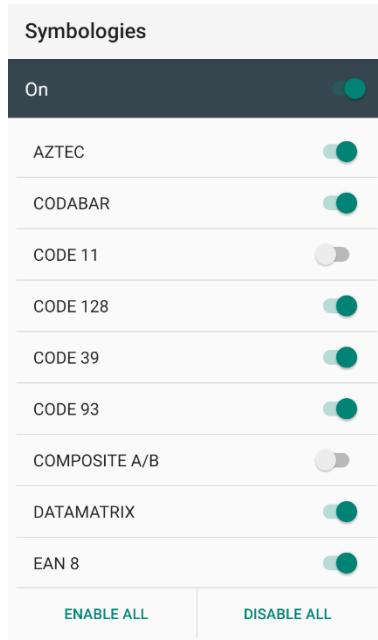 Symbologies
On
AZTEC
CODABAR
CODE 11
CODE 128
CODE 39
CODE 93
COMPOSITE A/B
DATAMATRIX
EAN 8
ENABLE ALL DISABLE ALL